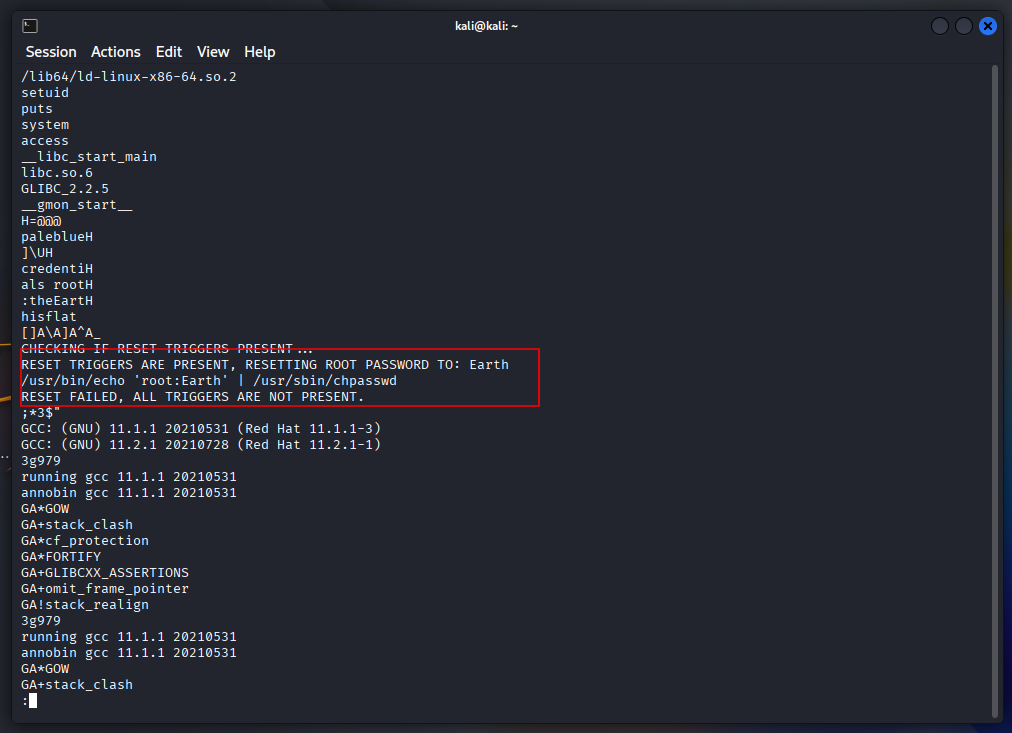 kali@kali: ~
Session Actions Edit View Help
/lib64/ld-linux-x86-64.so.2
setuid
puts
system
access
__libc_start_main
libc.so.6
GLIBC_2.2.5
__gmon_start__
H=@@@
paleblueH
]\UH
credentiH
als rootH
:theEartH
hisflat
[]A\A]A^A_
CHECKING IF RESET TRIGGERS PRESENT...
RESET TRIGGERS ARE PRESENT, RESETTING ROOT PASSWORD TO: Earth
/usr/bin/echo 'root:Earth' | /usr/sbin/chpasswd
RESET FAILED, ALL TRIGGERS ARE NOT PRESENT.
;*3$"
GCC: (GNU) 11.1.1 20210531 (Red Hat 11.1.1-3)
GCC: (GNU) 11.2.1 20210728 (Red Hat 11.2.1-1)
3g979
running gcc 11.1.1 20210531
annobin gcc 11.1.1 20210531
GA*GOW
GA+stack_clash
GA*cf_protection
GA*FORTIFY
GA+GLIBCXX_ASSERTIONS
GA+omit_frame_pointer
GA!stack_realign
3g979
running gcc 11.1.1 20210531
annobin gcc 11.1.1 20210531
GA*GOW
GA+stack_clash
: